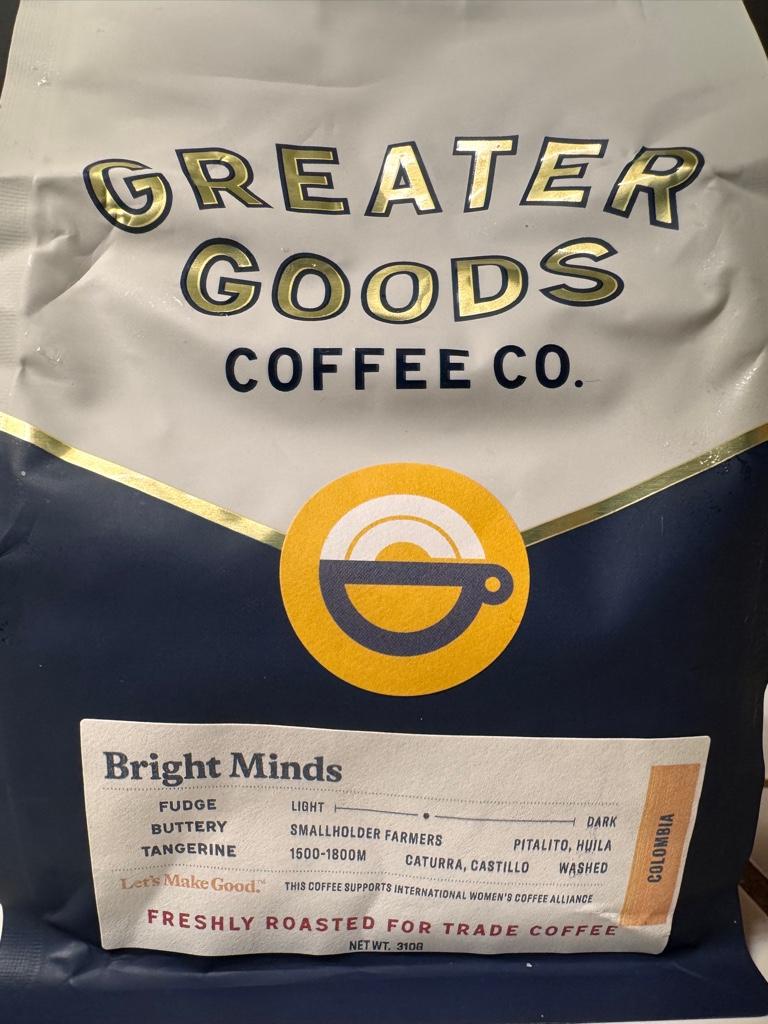 GREATER
GOODS
COFFEE CO.
Bright Minds
FUDGE
BUTTERY
TANGERINE
LIGHT DARK
SMALLHOLDER FARMERS PITALITO, HUILA
1500-1800M CATURRA, CASTILLO WASHED
COLOMBIA
Let's Make Good.™ THIS COFFEE SUPPORTS INTERNATIONAL WOMEN'S COFFEE ALLIANCE
FRESHLY ROASTED FOR TRADE COFFEE
NET WT. 310G